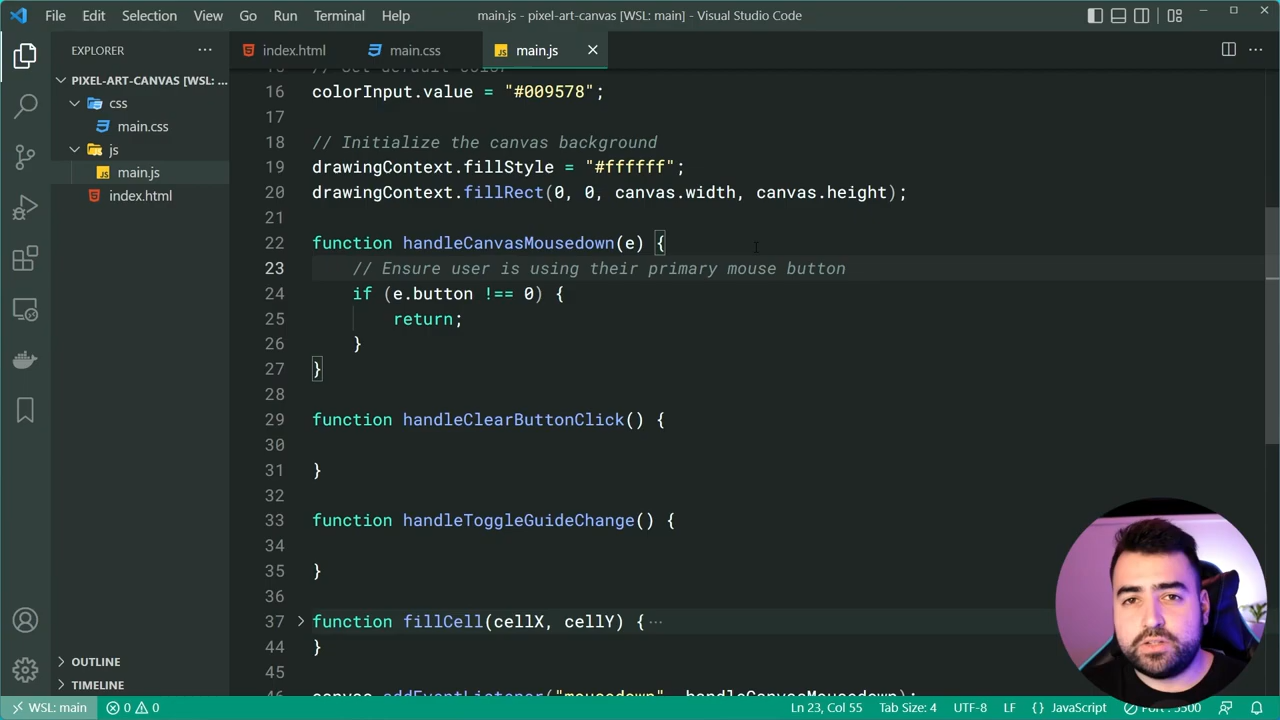 File Edit Selection View Go Run Terminal Help
main.js - pixel-art-canvas [WSL: main] - Visual Studio Code
EXPLORER
PIXEL-ART-CANVAS [WSL: ...
css
main.css
js
main.js
index.html
OUTLINE
TIMELINE
index.html main.css main.js
// Set default color
16 colorInput.value = "#009578";
17
18 // Initialize the canvas background
19 drawingContext.fillStyle = "#ffffff";
20 drawingContext.fillRect(0, 0, canvas.width, canvas.height);
21
22 function handleCanvasMousedown(e) {
23 // Ensure user is using their primary mouse button
24 if (e.button !== 0) {
25 return;
26 }
27 }
28
29 function handleClearButtonClick() {
30
31 }
32
33 function handleToggleGuideChange() {
34
35 }
36
37 function fillCell(cellX, cellY) { ...
44 }
45
46 canvas.addEventListener("mousedown", handleCanvasMousedown);
WSL: main 0 0 Ln 23, Col 55 Tab Size: 4 UTF-8 LF {} JavaScript Port : 5500